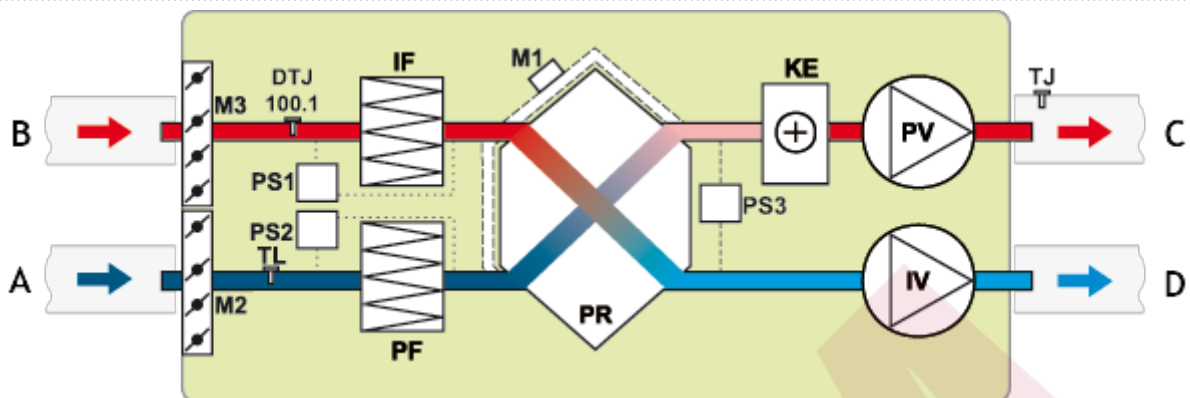 IF
M1
KE
DTJ
100.1
TJ
M3
B
PV
C
PS1
PS3
PS2
TL
A
IV
D
M2
PR
PF